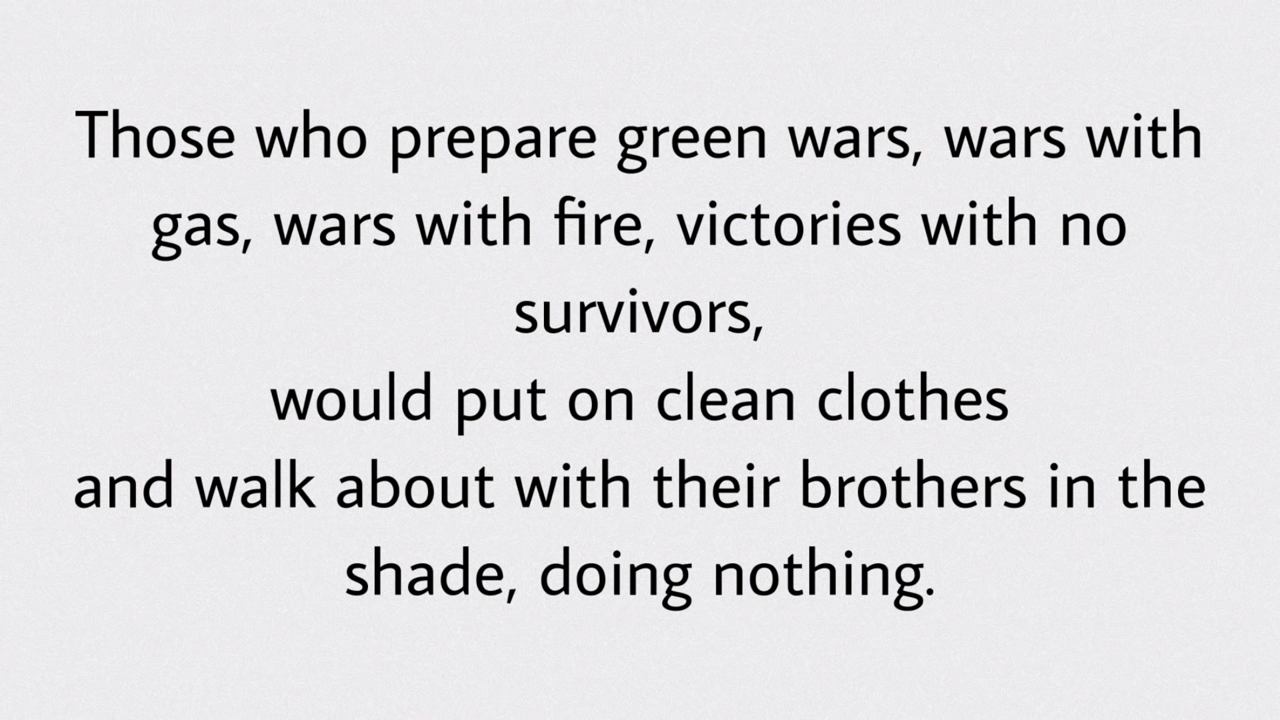 Those who prepare green wars, wars with
gas, wars with fire, victories with no
survivors,
would put on clean clothes
and walk about with their brothers in the
shade, doing nothing.